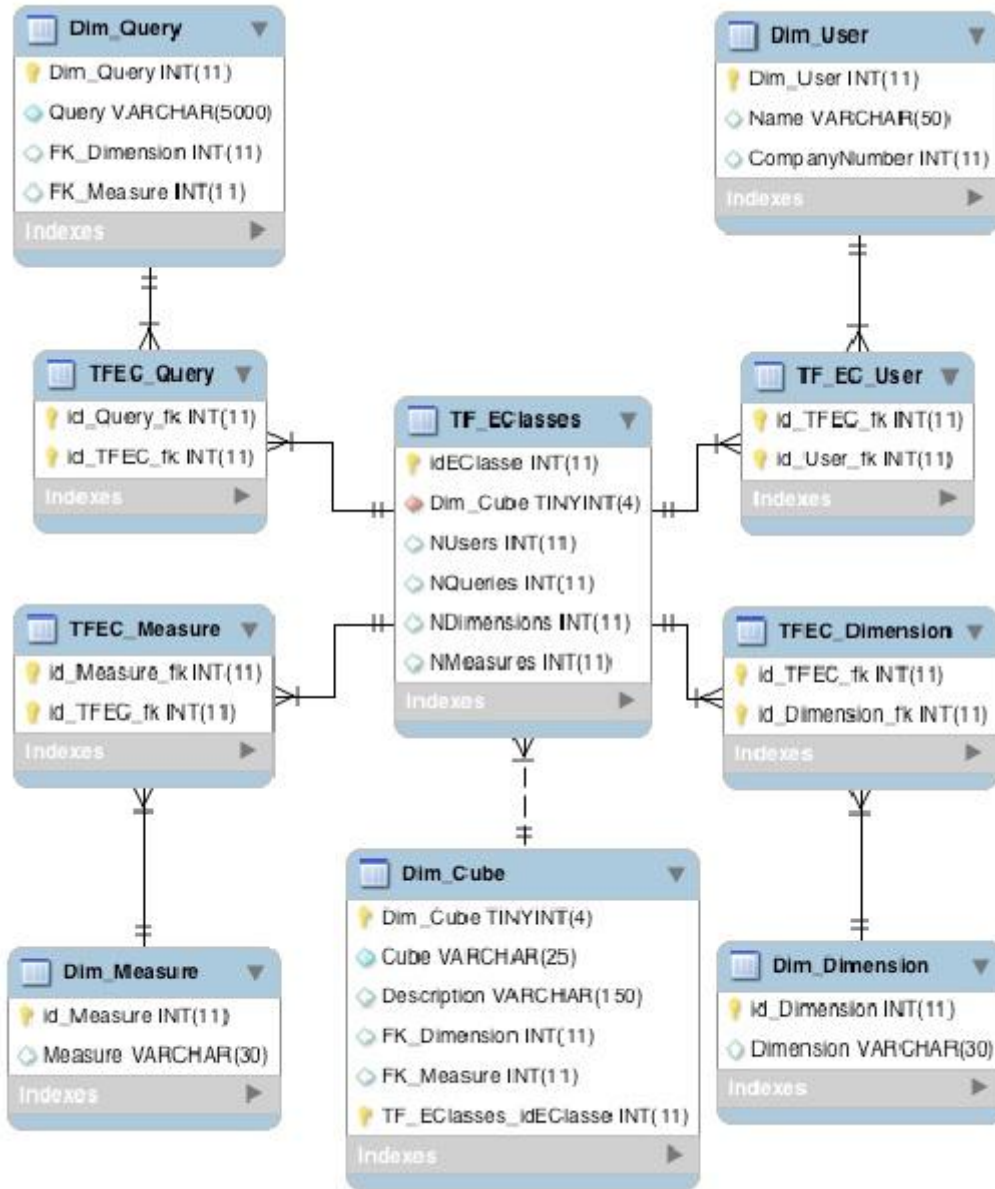 Dim_Query
Dim_Query INT(11)
Query VARCHAR(5000)
FK_Dimension INT(11)
FK_Measure INT(11)
Indexes
Dim_User
Dim_User INT(11)
Name VARCHAR(50)
CompanyNumber INT(11)
Indexes
TFEC_Query
id_Query_fk INT(11)
id_TFEC_fk INT(11)
Indexes
TF_EClasses
idEClasse INT(11)
Dim_Cube TINYINT(4)
NUsers INT(11)
NQueries INT(11)
NDimensions INT(11)
NMeasures INT(11)
Indexes
TF_EC_User
id_TFEC_fk INT(11)
id_User_fk INT(11)
Indexes
TFEC_Measure
id_Measure_fk INT(11)
id_TFEC_fk INT(11)
Indexes
TFEC_Dimension
id_TFEC_fk INT(11)
id_Dimension_fk INT(11)
Indexes
Dim_Measure
id_Measure INT(11)
Measure VARCHAR(30)
Indexes
Dim_Cube
Dim_Cube TINYINT(4)
Cube VARCHAR(25)
Description VARCHAR(150)
FK_Dimension INT(11)
FK_Measure INT(11)
TF_EClasses_idEClasse INT(11)
Indexes
Dim_Dimension
id_Dimension INT(11)
Dimension VARCHAR(30)
Indexes